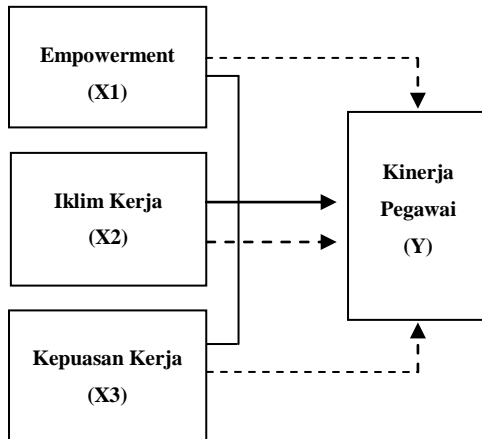 Empowerment
(X1)
Iklim Kerja
(X2)
Kepuasan Kerja
(X3)
Kinerja
Pegawai
(Y)